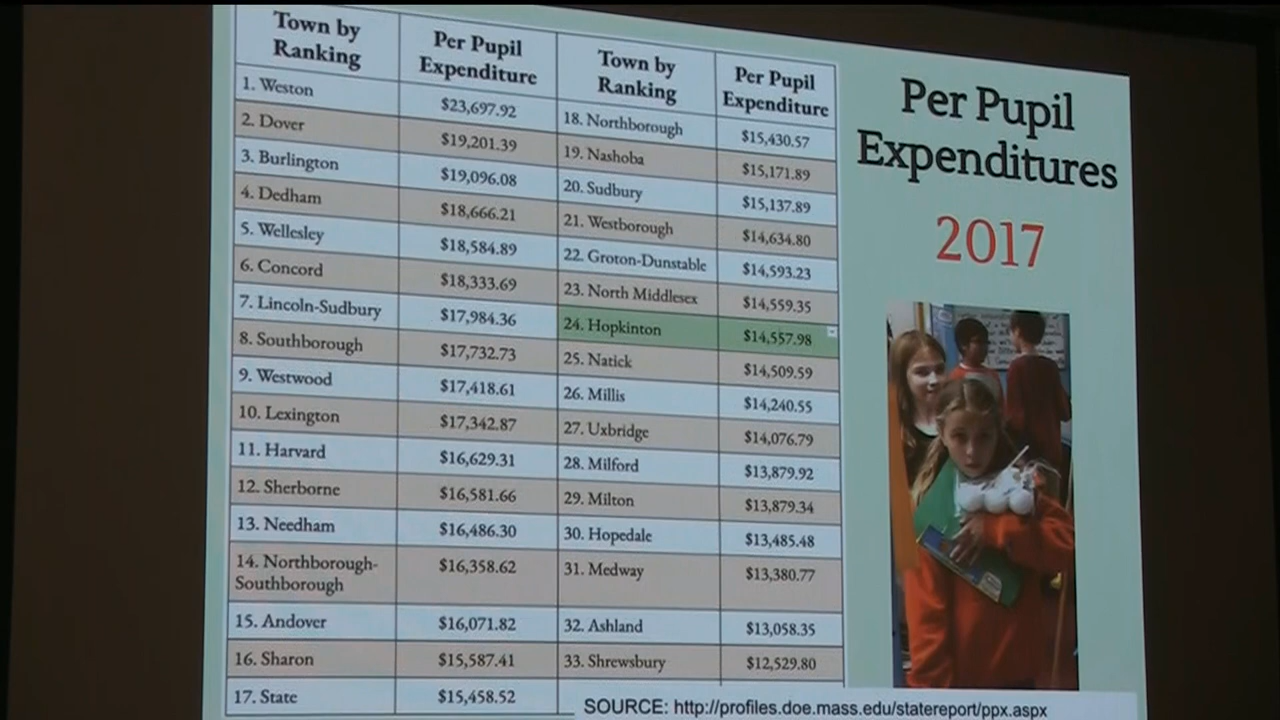 Town by Ranking | Per Pupil Expenditure | Town by Ranking | Per Pupil Expenditure
1. Weston | $23,697.92 | 18. Northborough | $15,430.57
2. Dover | $19,201.39 | 19. Nashoba | $15,171.89
3. Burlington | $19,096.08 | 20. Sudbury | $15,137.89
4. Dedham | $18,666.21 | 21. Westborough | $14,634.80
5. Wellesley | $18,584.89 | 22. Groton-Dunstable | $14,593.23
6. Concord | $18,333.69 | 23. North Middlesex | $14,559.35
7. Lincoln-Sudbury | $17,984.36 | 24. Hopkinton | $14,557.98
8. Southborough | $17,732.73 | 25. Natick | $14,509.59
9. Westwood | $17,418.61 | 26. Millis | $14,240.55
10. Lexington | $17,342.87 | 27. Uxbridge | $14,076.79
11. Harvard | $16,629.31 | 28. Milford | $13,879.92
12. Sherborne | $16,581.66 | 29. Milton | $13,879.34
13. Needham | $16,486.30 | 30. Hopedale | $13,485.48
14. Northborough-Southborough | $16,358.62 | 31. Medway | $13,380.77
15. Andover | $16,071.82 | 32. Ashland | $13,058.35
16. Sharon | $15,587.41 | 33. Shrewsbury | $12,529.80
17. State | $15,458.52
Per Pupil
Expenditures
2017
SOURCE: http://profiles.doe.mass.edu/statereport/ppx.aspx